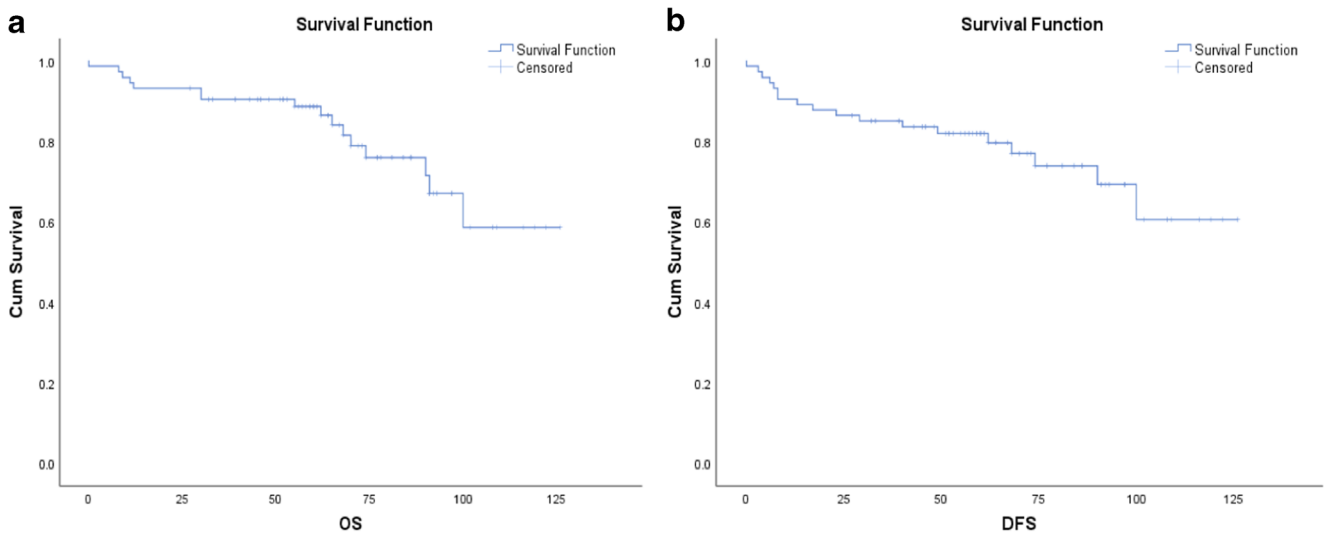 a
Survival Function
Survival Function
Censored
1.0
0.8
0.6
0.4
0.2
0.0
Cum Survival
0 25 50 75 100 125
OS
b
Survival Function
Survival Function
Censored
1.0
0.8
0.6
0.4
0.2
0.0
Cum Survival
0 25 50 75 100 125
DFS